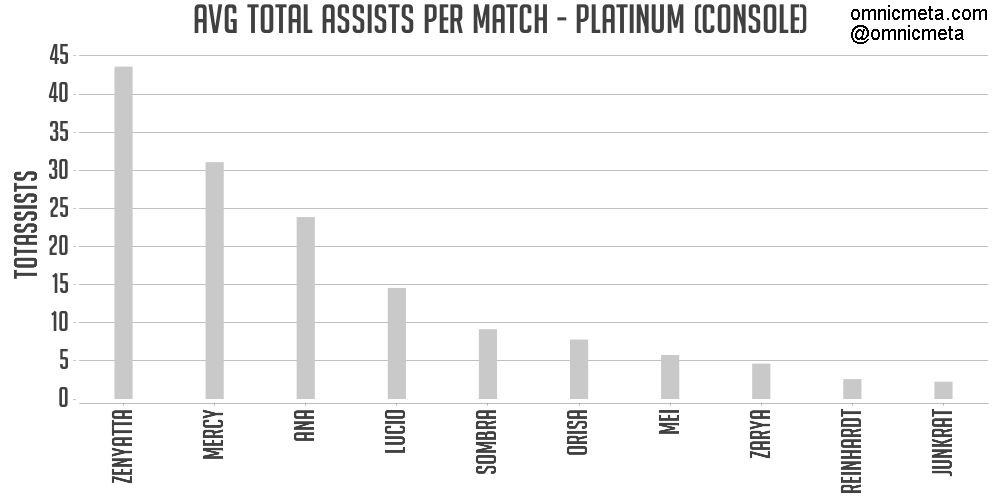 AVG TOTAL ASSISTS PER MATCH - PLATINUM (CONSOLE)
omnicmeta.com
@omnicmeta
TOTASSISTS
45
40
35
30
25
20
15
10
5
0
ZENYATTA
MERCY
ANA
LUCIO
SOMBRA
ORISA
MEI
ZARYA
REINHARDT
JUNKRAT